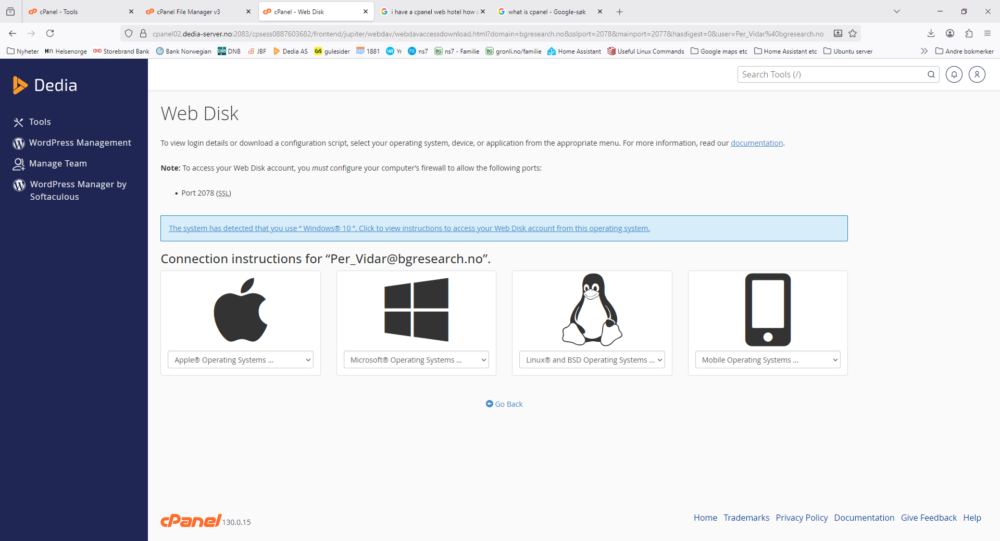 cPanel - Tools
cPanel File Manager v3
cPanel - Web Disk
i have a cpanel web hotel how
what is cpanel - Google-søk
cpanel02.dedia-server.no:2083/cpsess0887603682/frontend/jupiter/webdav/webdavaccessdownload.html?domain=bgresearch.no&sslport=2078&mainport=2077&hasdigest=0&user=Per_Vidar%40bgresearch.no
Nyheter Hn Helsenorge Storebrand Bank Bank Norwegian DNB DNB JBF Dedia AS GS gulesider 1881 1881 YR Yr ns7 BG ns7 - Familie BG gronli.no/familie Home Assistant Useful Linux Commands Google maps etc Home Assistant etc Ubuntu server Andre bokmerker
Dedia
Search Tools (/)
Tools
WordPress Management
Manage Team
WordPress Manager by
Softaculous
Web Disk
To view login details or download a configuration script, select your operating system, device, or application from the appropriate menu. For more information, read our documentation.
Note: To access your Web Disk account, you must configure your computer's firewall to allow the following ports:
• Port 2078 (SSL)
The system has detected that you use “ Windows® 10 ”. Click to view instructions to access your Web Disk account from this operating system.
Connection instructions for “Per_Vidar@bgresearch.no”.
Apple® Operating Systems ...
Microsoft® Operating Systems ...
Linux® and BSD Operating Systems ...
Mobile Operating Systems ...
Go Back
cPanel 130.0.15
Home Trademarks Privacy Policy Documentation Give Feedback Help